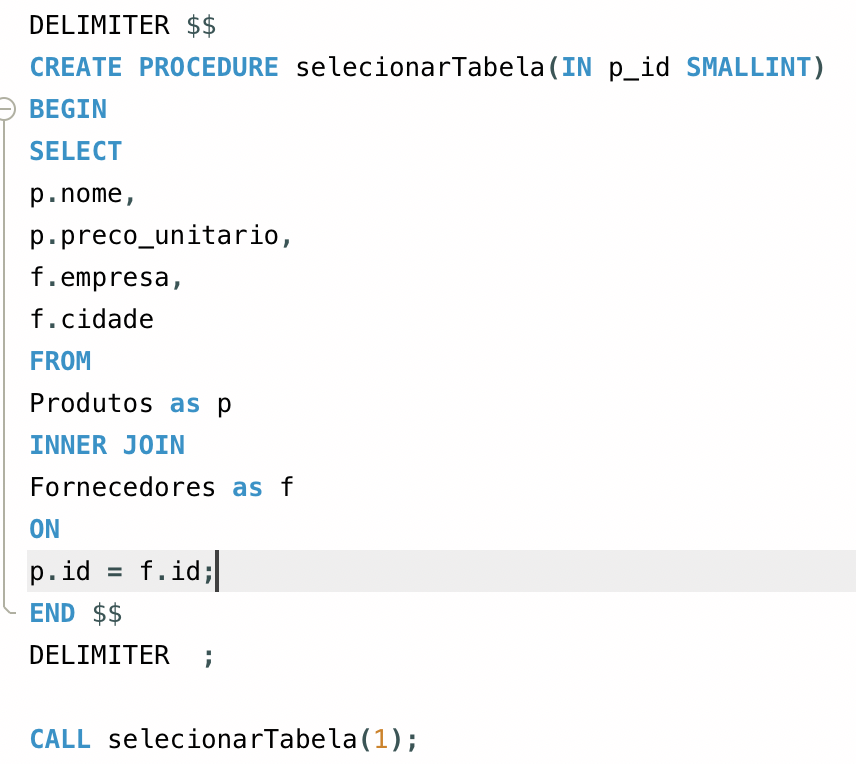 DELIMITER $$
CREATE PROCEDURE selecionarTabela(IN p_id SMALLINT)
BEGIN
SELECT
p.nome,
p.preco_unitario,
f.empresa,
f.cidade
FROM
Produtos as p
INNER JOIN
Fornecedores as f
ON
p.id = f.id;
END $$
DELIMITER  ;
CALL selecionarTabela(1);